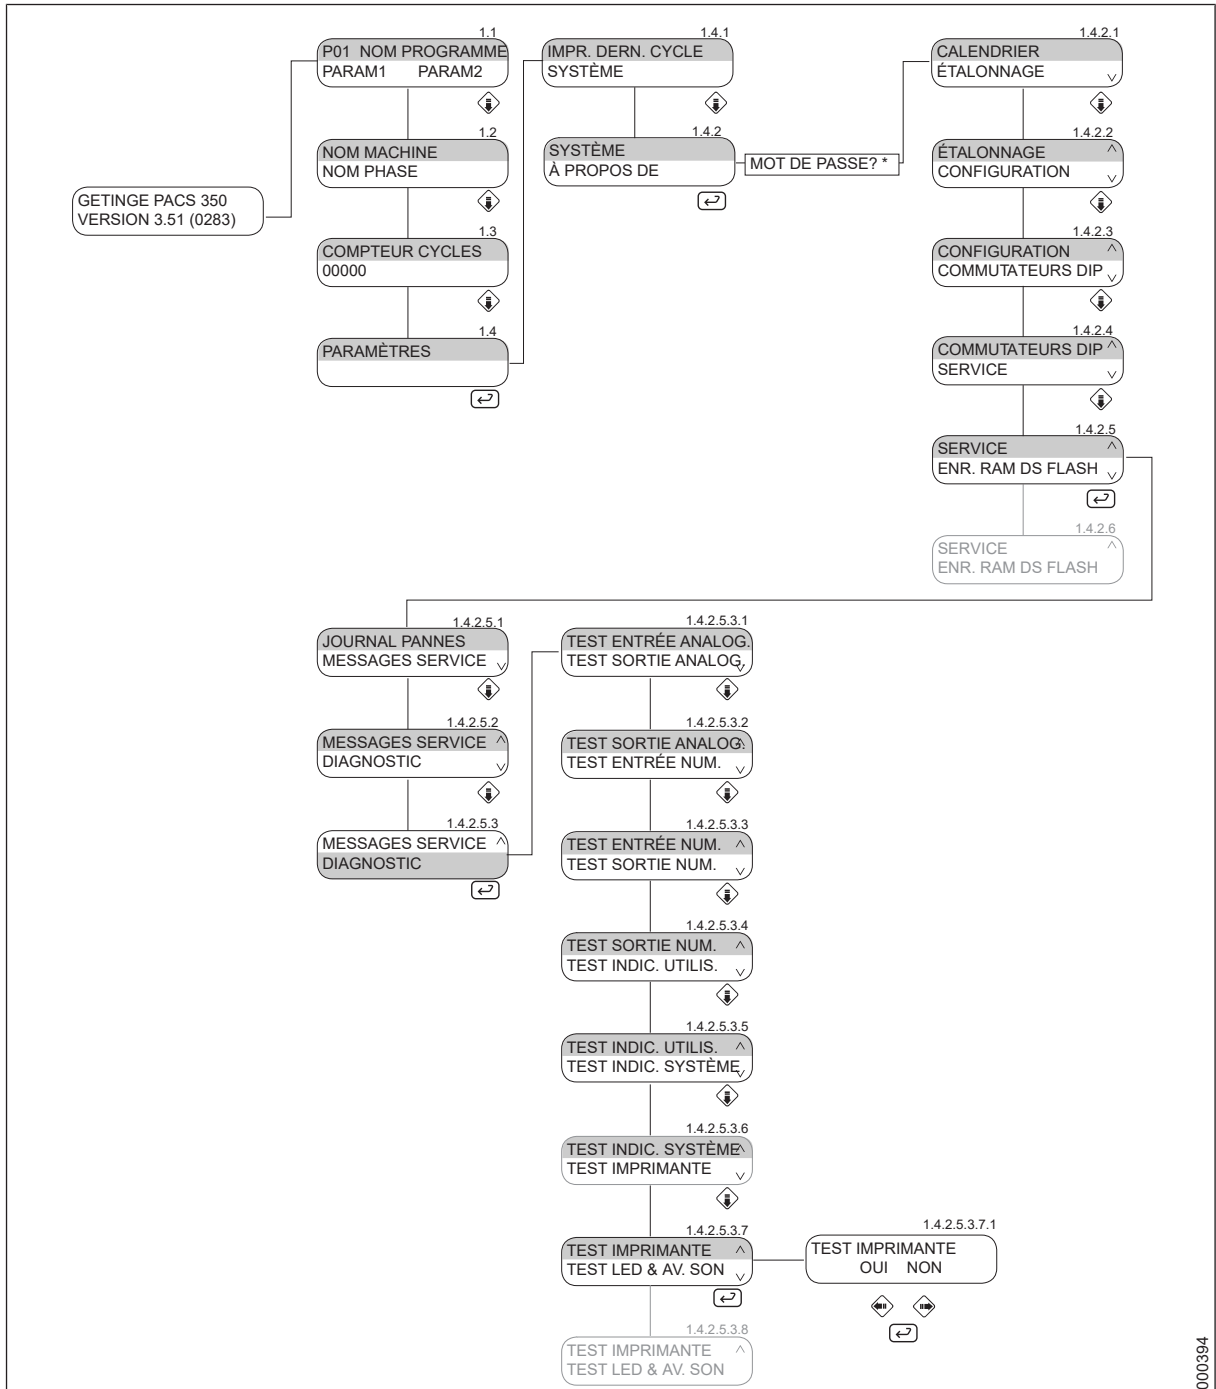 GETINGE PACS 350
VERSION 3.51 (0283)
1.1
P01 NOM PROGRAMME
PARAM1 PARAM2
1.2
NOM MACHINE
NOM PHASE
1.3
COMPTEUR CYCLES
00000
1.4
PARAMÈTRES
1.4.1
IMPR. DERN. CYCLE
SYSTÈME
1.4.2
SYSTÈME
À PROPOS DE
MOT DE PASSE? *
1.4.2.1
CALENDRIER
ÉTALONNAGE
1.4.2.2
ÉTALONNAGE
CONFIGURATION
1.4.2.3
CONFIGURATION
COMMUTATEURS DIP
1.4.2.4
COMMUTATEURS DIP
SERVICE
1.4.2.5
SERVICE
ENR. RAM DS FLASH
1.4.2.6
SERVICE
ENR. RAM DS FLASH
1.4.2.5.1
JOURNAL PANNES
MESSAGES SERVICE
1.4.2.5.2
MESSAGES SERVICE
DIAGNOSTIC
1.4.2.5.3
MESSAGES SERVICE
DIAGNOSTIC
1.4.2.5.3.1
TEST ENTRÉE ANALOG.
TEST SORTIE ANALOG.
1.4.2.5.3.2
TEST SORTIE ANALOG.
TEST ENTRÉE NUM.
1.4.2.5.3.3
TEST ENTRÉE NUM.
TEST SORTIE NUM.
1.4.2.5.3.4
TEST SORTIE NUM.
TEST INDIC. UTILIS.
1.4.2.5.3.5
TEST INDIC. UTILIS.
TEST INDIC. SYSTÈME
1.4.2.5.3.6
TEST INDIC. SYSTÈME
TEST IMPRIMANTE
1.4.2.5.3.7
TEST IMPRIMANTE
TEST LED & AV. SON
1.4.2.5.3.7.1
TEST IMPRIMANTE
OUI NON
1.4.2.5.3.8
TEST IMPRIMANTE
TEST LED & AV. SON
000394